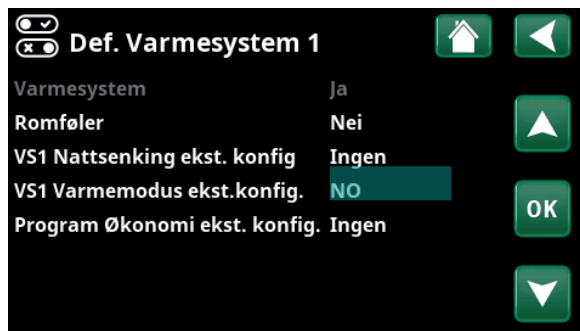 Def. Varmesystem 1
Varmesystem Ja
Romføler Nei
VS1 Nattsenking ekst. konfig Ingen
VS1 Varmemodus ekst.konfig. NO
Program Økonomi ekst. konfig. Ingen
OK